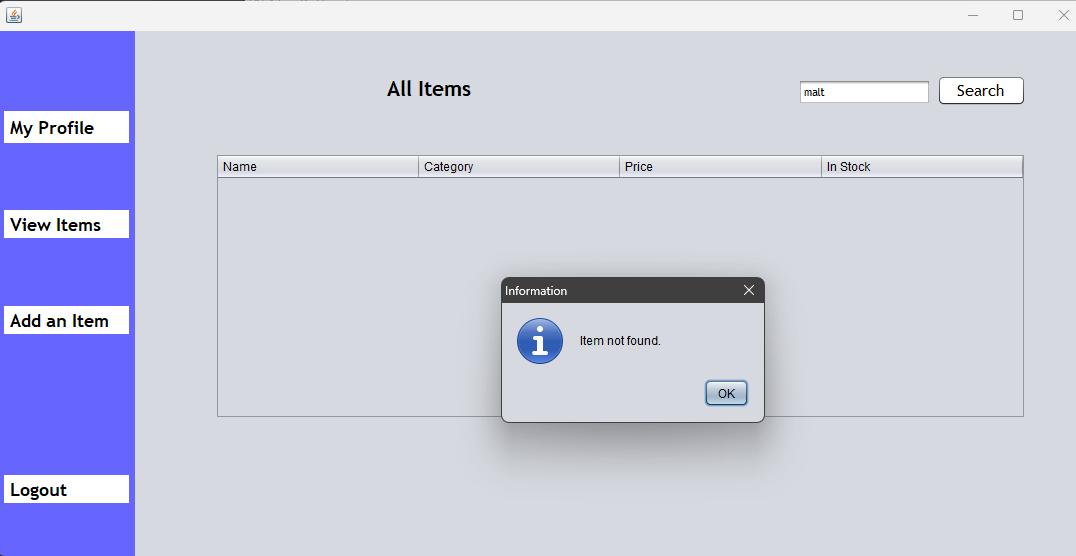 All Items
malt
Search
My Profile
View Items
Add an Item
Logout
Name Category Price In Stock
Information
Item not found.
OK